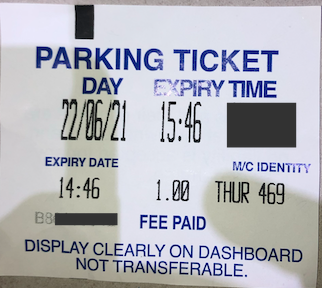 PARKING TICKET
DAY EXPIRY TIME
22/06/21 15:46
EXPIRY DATE M/C IDENTITY
14:46 1.00 THUR 469
B8 FEE PAID
DISPLAY CLEARLY ON DASHBOARD
NOT TRANSFERABLE.